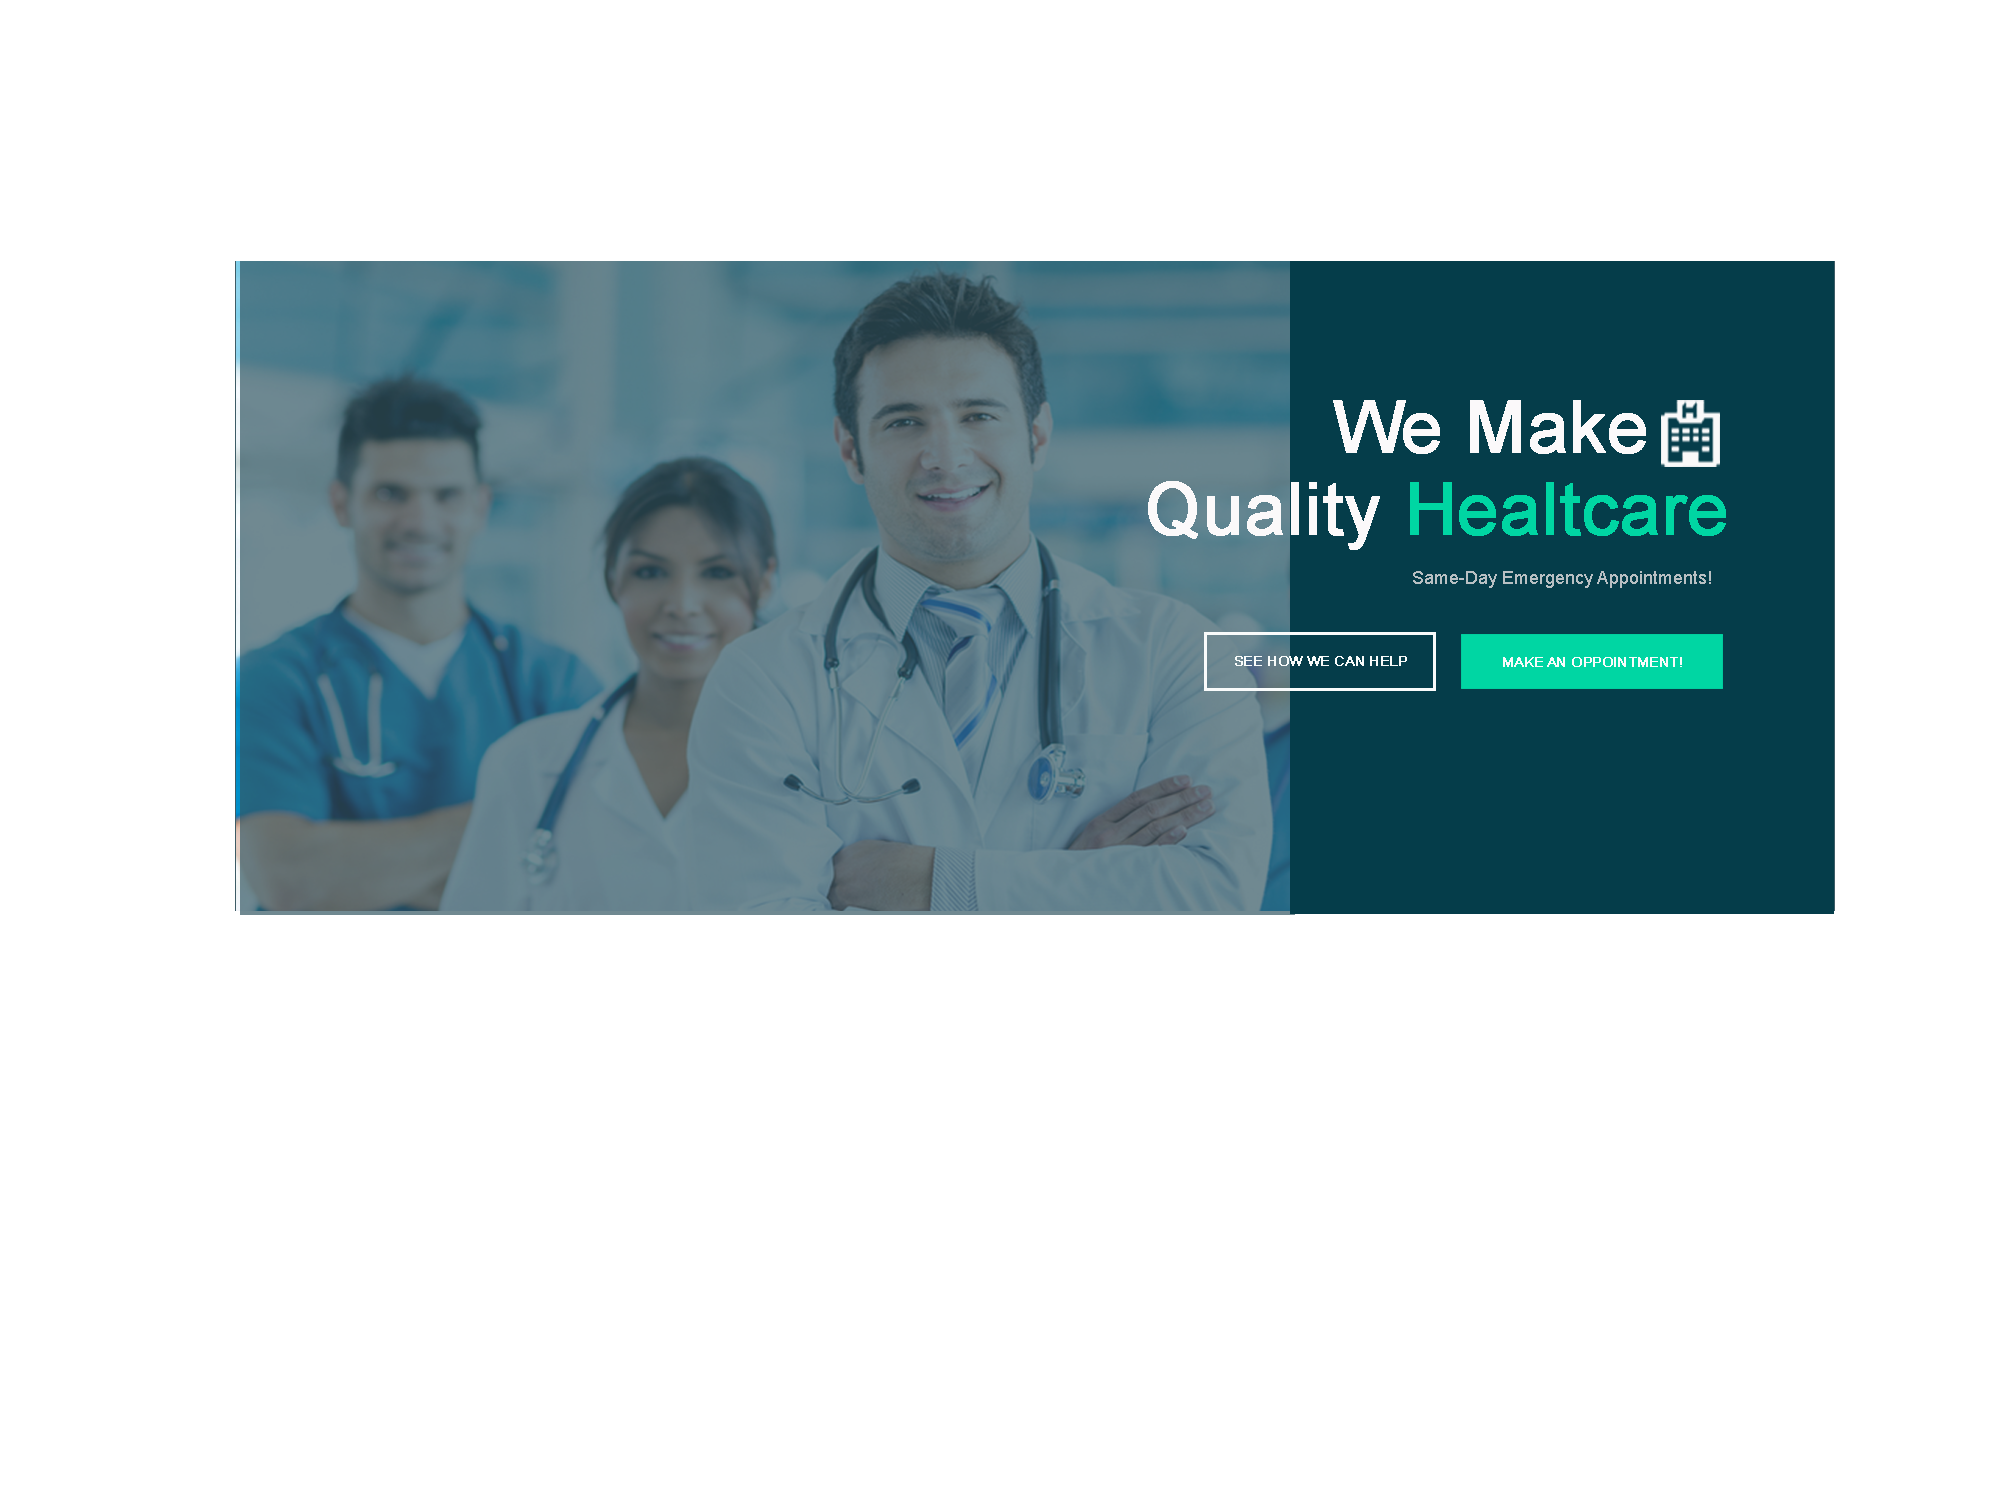 We Make
Quality Healtcare
Same-Day Emergency Appointments!
SEE HOW WE CAN HELP
MAKE AN OPPOINTMENT!